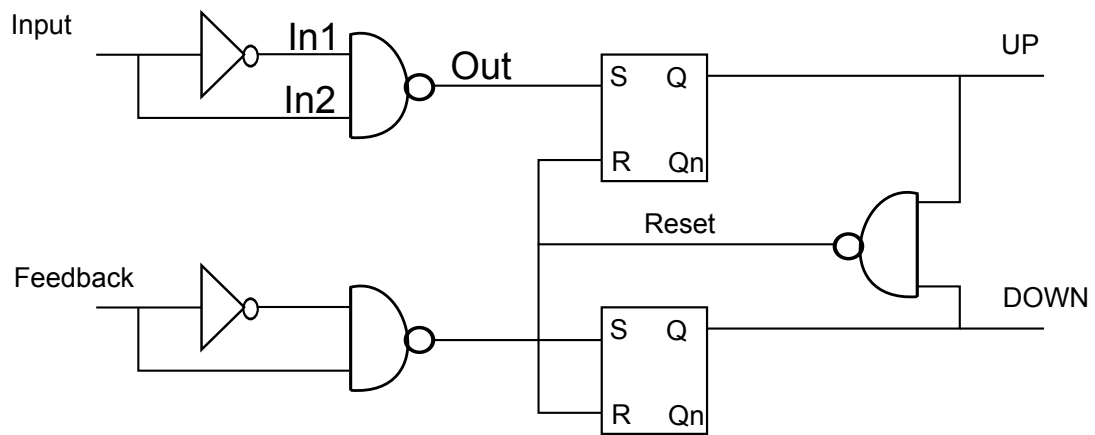 Input
In1
In2
Out
S Q
R Qn
UP
Reset
Feedback
DOWN
S Q
R Qn